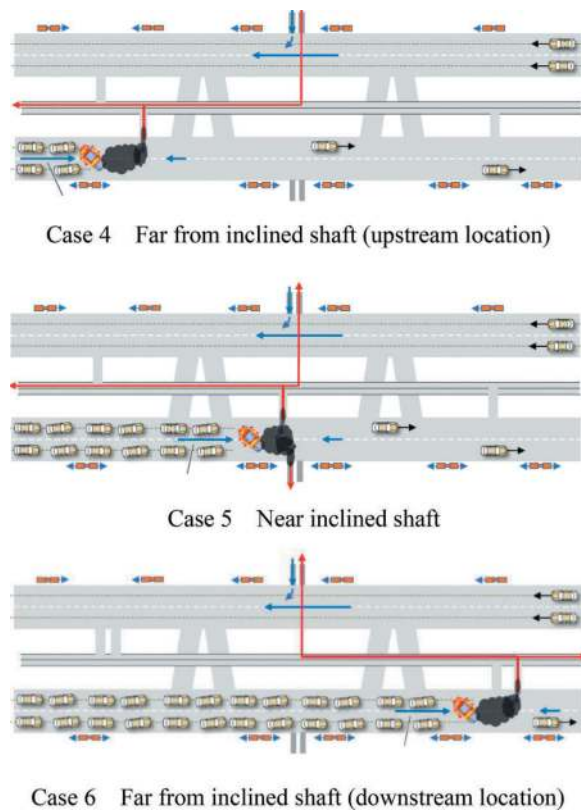 Case 4 Far from inclined shaft (upstream location)
Case 5 Near inclined shaft
Case 6 Far from inclined shaft (downstream location)